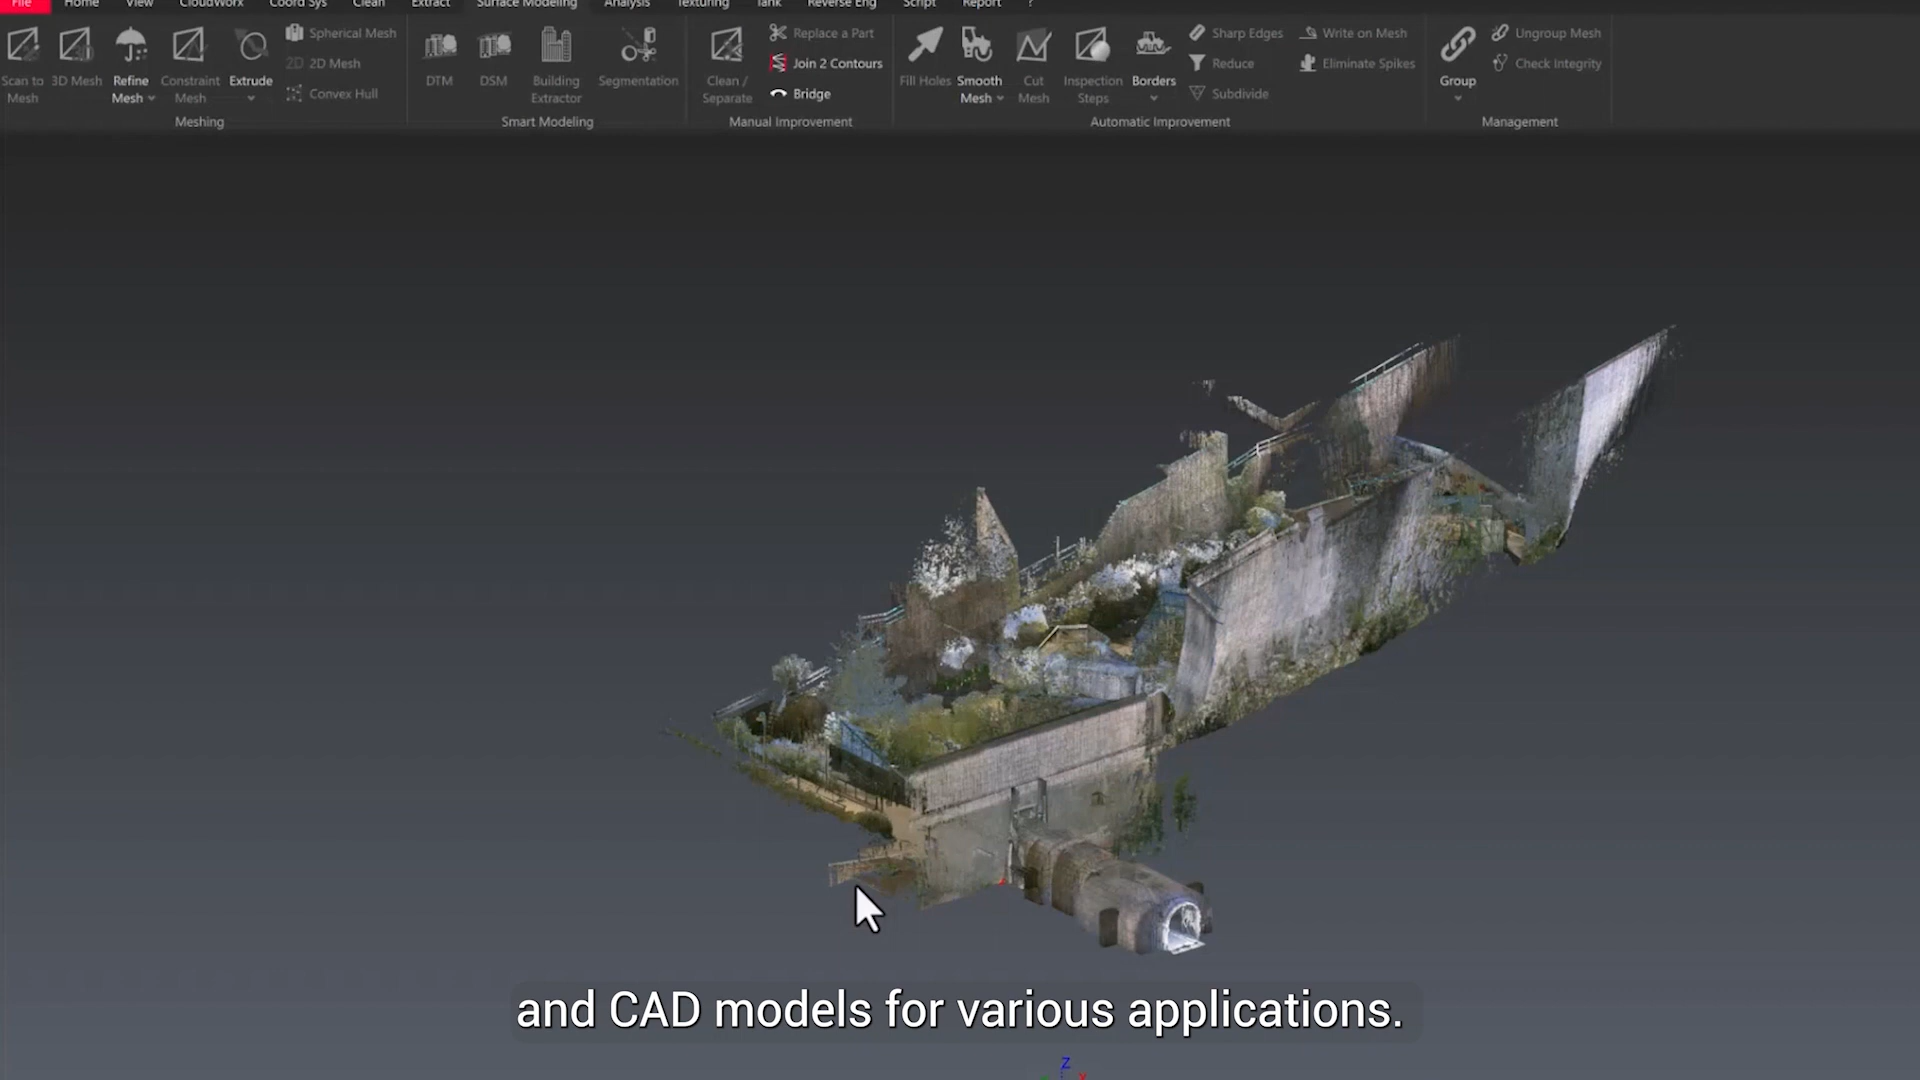 File Home View CloudWorx Coord Sys Clean Extract Surface Modeling Analysis Texturing Tank Reverse Eng Script Report ?
Scan to Mesh
3D Mesh
Refine Mesh
Constraint Mesh
Extrude
Spherical Mesh
2D 2D Mesh
Convex Hull
Meshing
DTM
DSM
Building Extractor
Segmentation
Smart Modeling
Clean / Separate
Replace a Part
Join 2 Contours
Bridge
Manual Improvement
Fill Holes
Smooth Mesh
Cut Mesh
Inspection Steps
Borders
Sharp Edges
Reduce
Subdivide
Write on Mesh
Eliminate Spikes
Automatic Improvement
Group
Ungroup Mesh
Check Integrity
Management
and CAD models for various applications.
Z
X